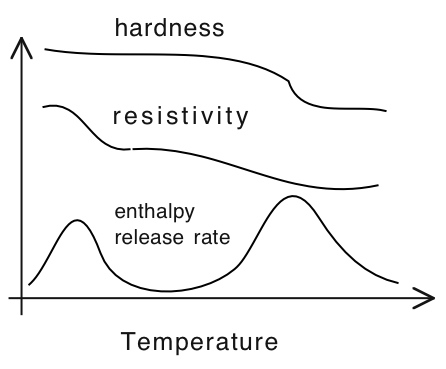 hardness
resistivity
enthalpy
release rate
Temperature